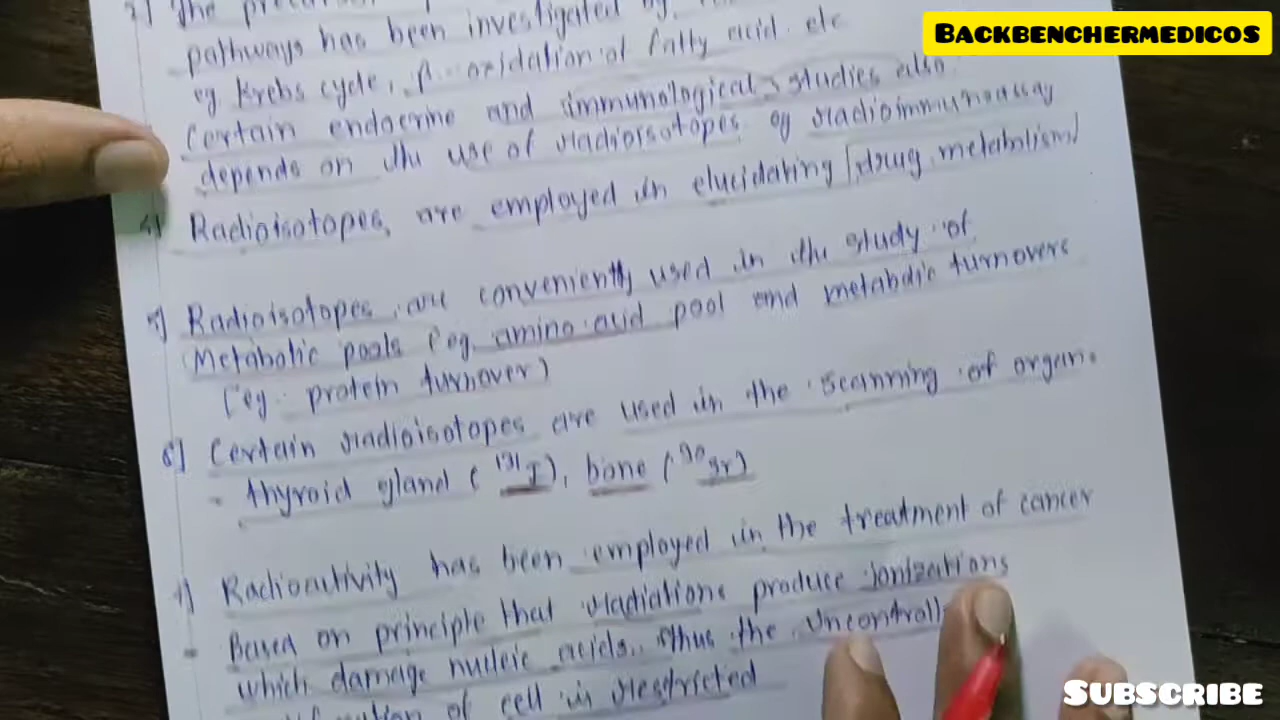 BACKBENCHERMEDICOS
2] The
pathways has been investigated by
eg Krebs cycle, β-oxidation of fatty acid etc
Certain endocrine and immunological studies also
depends on the use of radioisotopes eg radioimmunoassay
4] Radioisotopes, are employed in elucidating drug metabolism
5] Radioisotopes are conveniently used in the study of
Metabolic pools (eg. amino acid pool and metabolic turnovers
(eg. protein turnover)
6] Certain radioisotopes are used in the scanning of organ.
- thyroid gland (131I), bone (90Sr)
Radioactivity has been employed in the treatment of cancer
- Based on principle that radiations produce ionizations
which damage nucleic acids. Thus the uncontroll
of cell is restricted
SUBSCRIBE